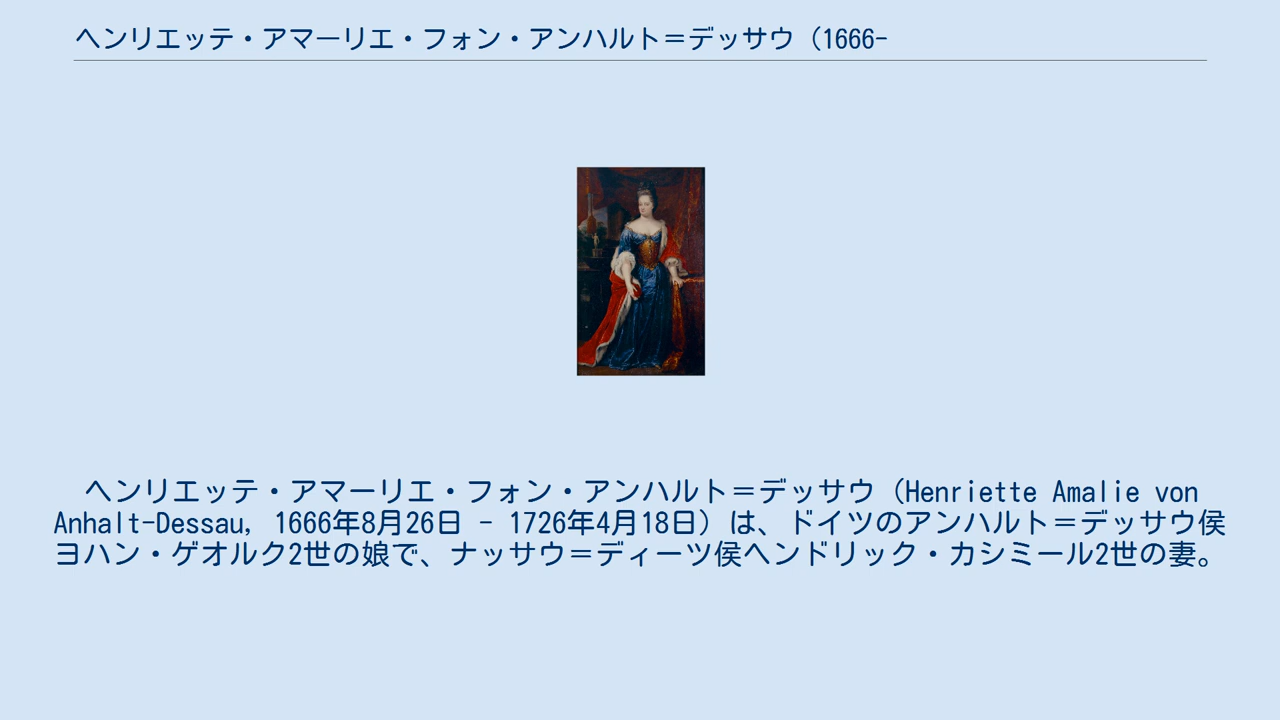 ヘンリエッテ・アマーリエ・フォン・アンハルト＝デッサウ（1666-
ヘンリエッテ・アマーリエ・フォン・アンハルト＝デッサウ（Henriette Amalie von
Anhalt-Dessau, 1666年8月26日 - 1726年4月18日）は、ドイツのアンハルト＝デッサウ侯
ヨハン・ゲオルク2世の娘で、ナッサウ＝ディーツ侯ヘンドリック・カシミール2世の妻。